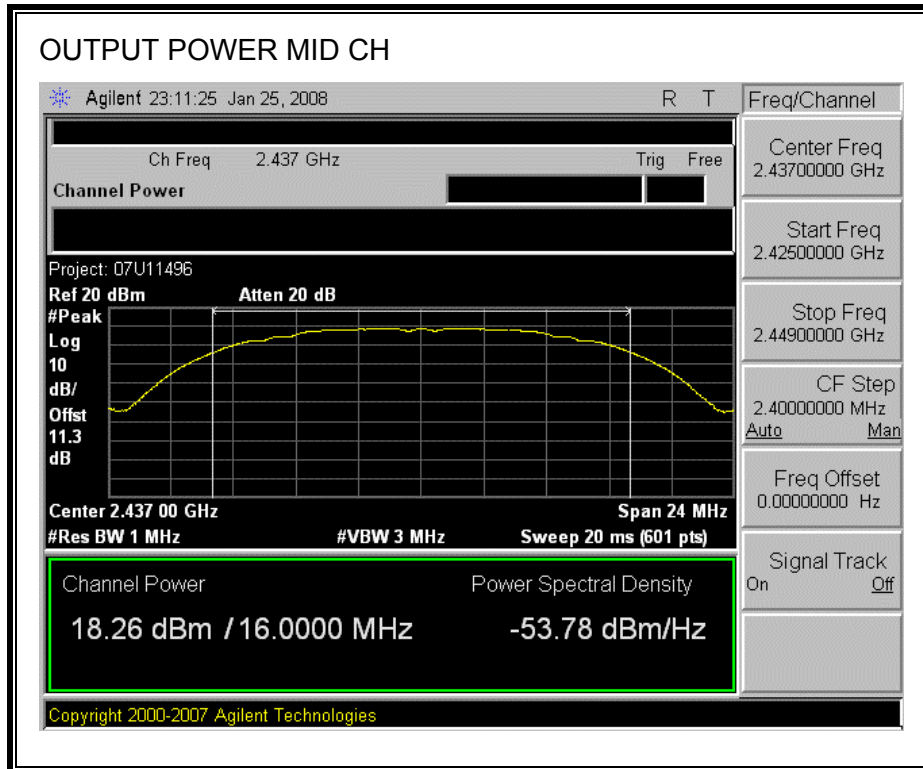 OUTPUT POWER MID CH
Agilent 23:11:25 Jan 25, 2008 R T
Freq/Channel
Ch Freq 2.437 GHz Trig Free
Channel Power
Center Freq
2.43700000 GHz
Start Freq
2.42500000 GHz
Stop Freq
2.44900000 GHz
CF Step
2.40000000 MHz
Auto Man
Freq Offset
0.00000000 Hz
Signal Track
On Off
Project: 07U11496
Ref 20 dBm Atten 20 dB
#Peak
Log
10
dB/
Offst
11.3
dB
Center 2.437 00 GHz Span 24 MHz
#Res BW 1 MHz #VBW 3 MHz Sweep 20 ms (601 pts)
Channel Power Power Spectral Density
18.26 dBm / 16.0000 MHz -53.78 dBm/Hz
Copyright 2000-2007 Agilent Technologies